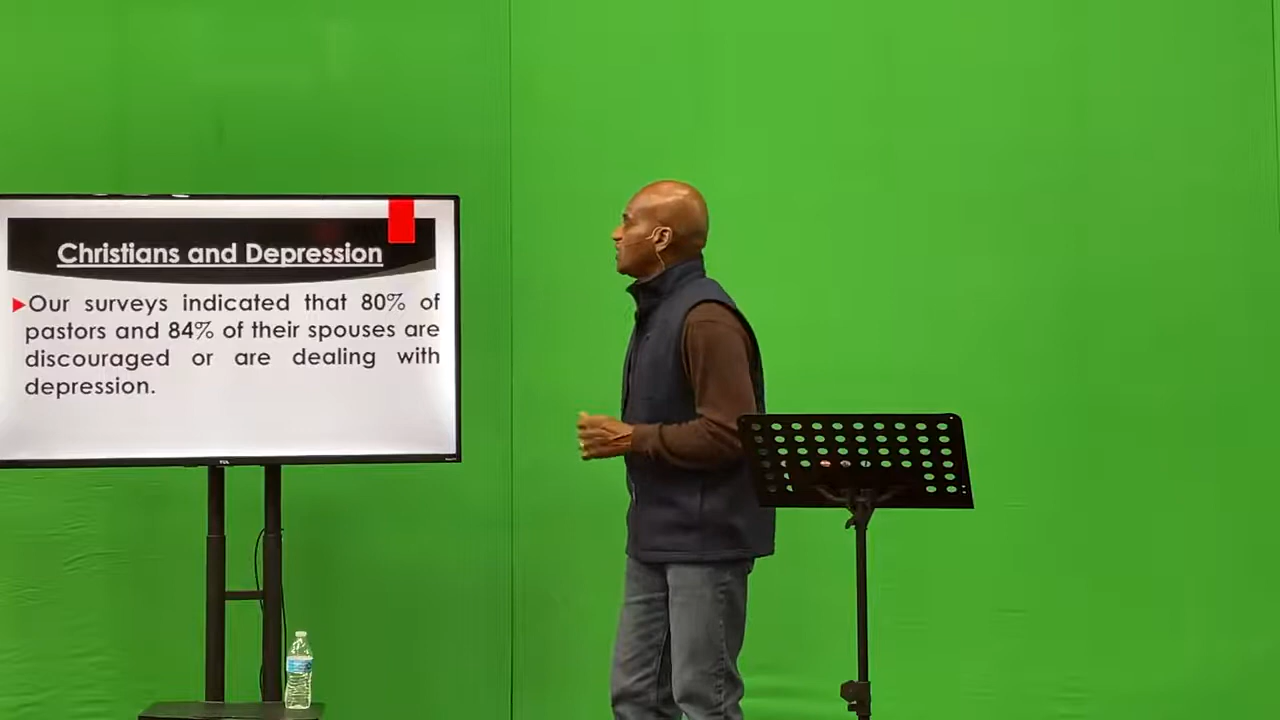 Christians and Depression
Our surveys indicated that 80% of
pastors and 84% of their spouses are
discouraged or are dealing with
depression.
TCL